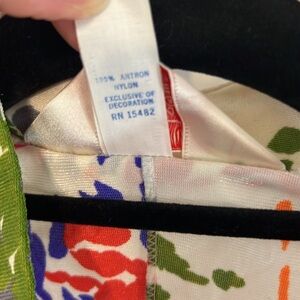 100% ANTRON
NYLON
EXCLUSIVE OF
DECORATION
RN 15482